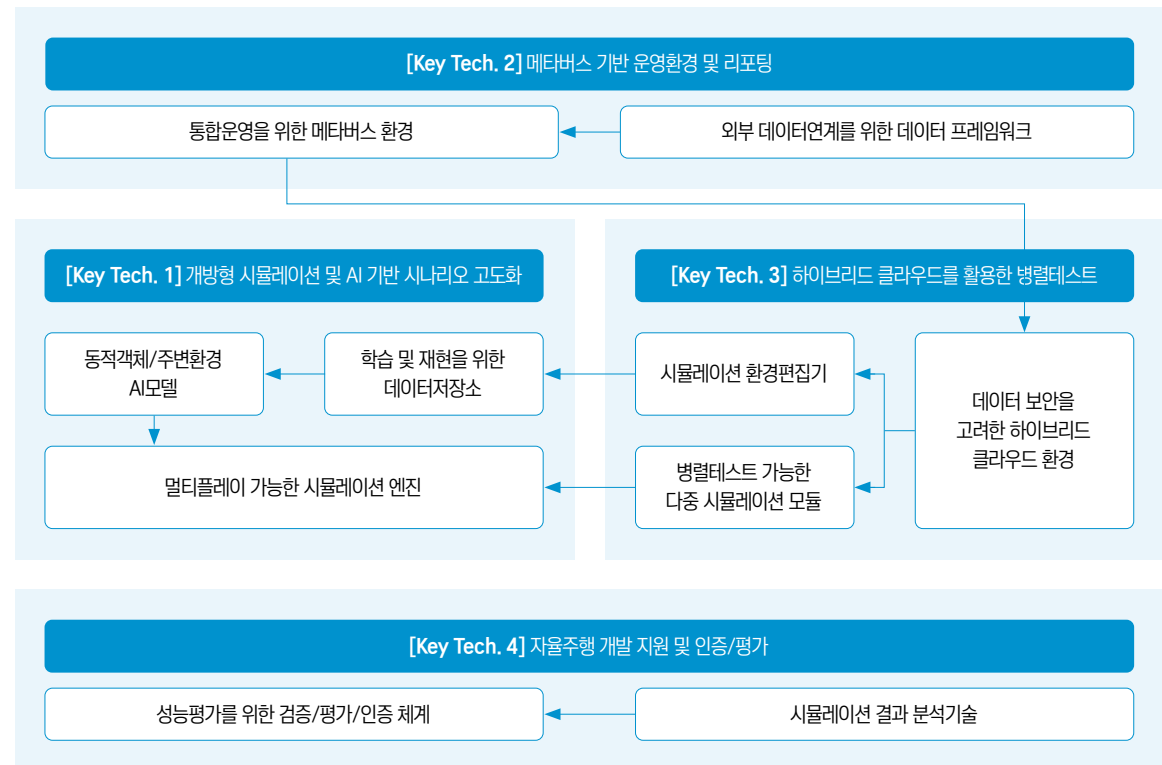 [Key Tech. 2] 메타버스 기반 운영환경 및 리포팅
통합운영을 위한 메타버스 환경
외부 데이터연계를 위한 데이터 프레임워크
[Key Tech. 1] 개방형 시뮬레이션 및 AI 기반 시나리오 고도화
동적객체/주변환경
AI모델
학습 및 재현을 위한
데이터저장소
멀티플레이 가능한 시뮬레이션 엔진
[Key Tech. 3] 하이브리드 클라우드를 활용한 병렬테스트
시뮬레이션 환경편집기
병렬테스트 가능한
다중 시뮬레이션 모듈
데이터 보안을
고려한 하이브리드
클라우드 환경
[Key Tech. 4] 자율주행 개발 지원 및 인증/평가
성능평가를 위한 검증/평가/인증 체계
시뮬레이션 결과 분석기술